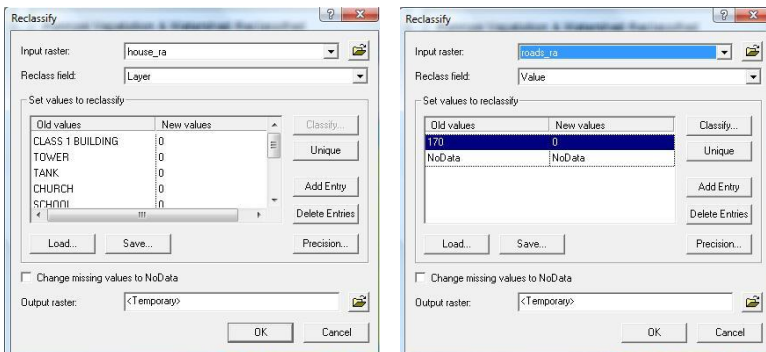 Reclassify
Input raster: house_ra
Reclass field: Layer
Set values to reclassify
Old values New values
CLASS 1 BUILDING 0
TOWER 0
TANK 0
CHURCH 0
SCHOOL 0
Classify...
Unique
Add Entry
Delete Entries
Load... Save... Precision...
Change missing values to NoData
Output raster: <Temporary>
OK Cancel
Reclassify
Input raster: roads_ra
Reclass field: Value
Set values to reclassify
Old values New values
170 0
NoData NoData
Classify...
Unique
Add Entry
Delete Entries
Load... Save... Precision...
Change missing values to NoData
Output raster: <Temporary>
OK Cancel